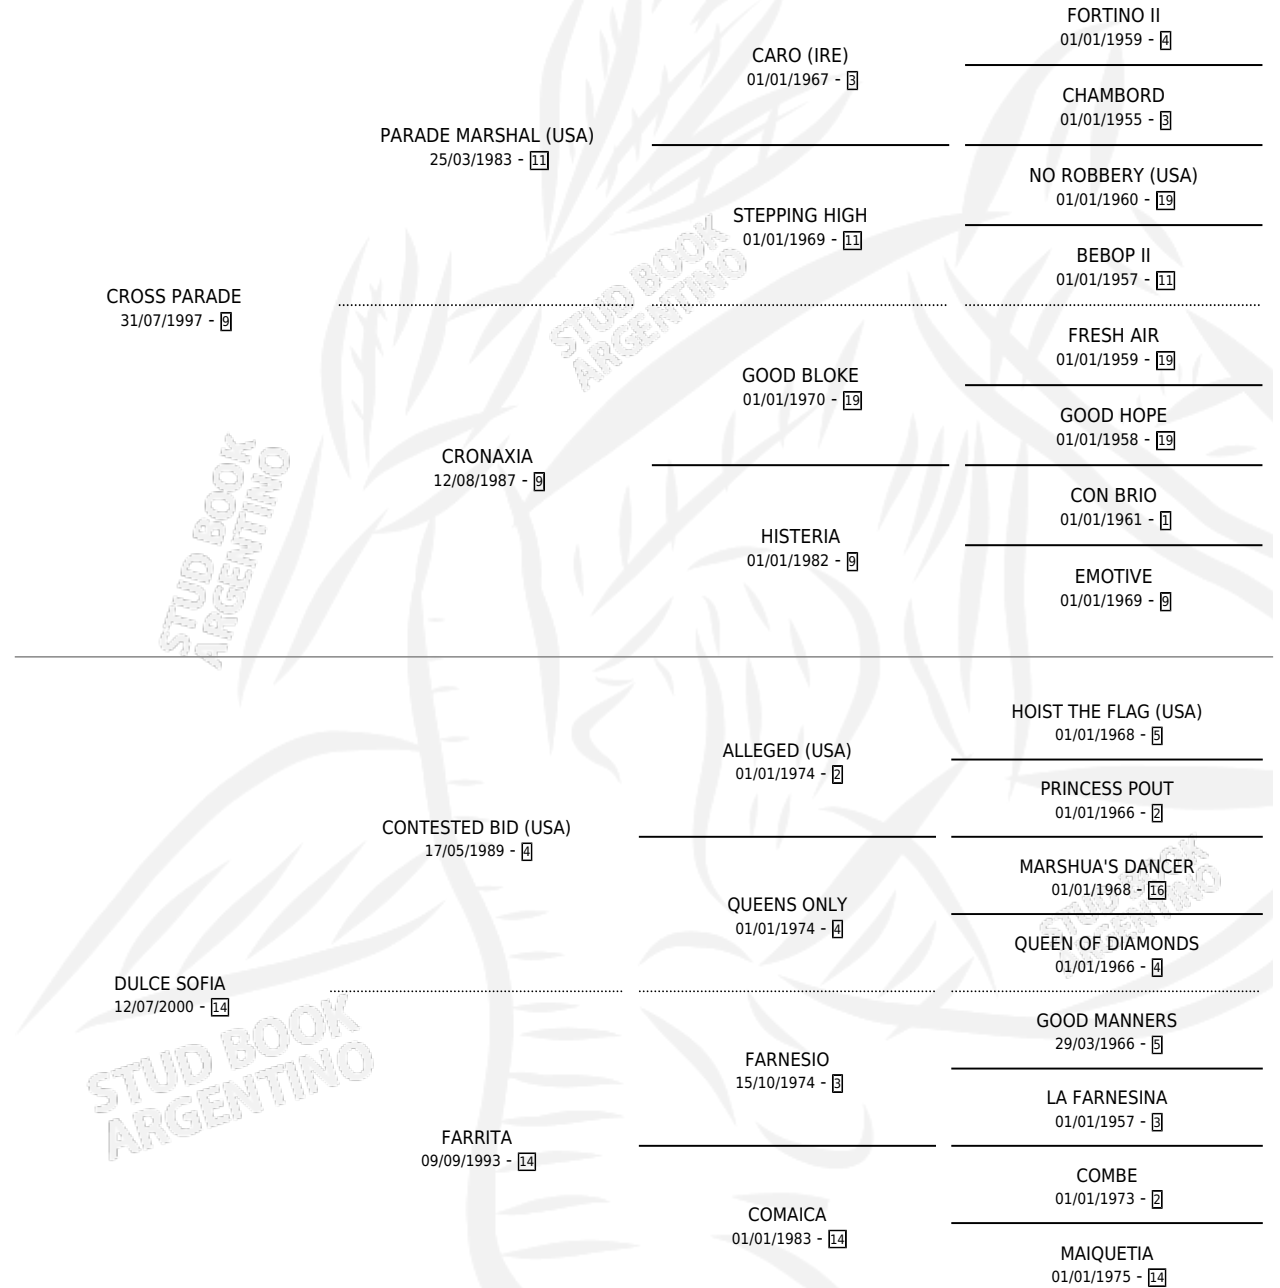 FORTINO II
01/01/1959 - 4
CARO (IRE)
01/01/1967 - 3
CHAMBORD
01/01/1955 - 3
PARADE MARSHAL (USA)
25/03/1983 - 11
NO ROBBERY (USA)
01/01/1960 - 19
STEPPING HIGH
01/01/1969 - 11
BEBOP II
01/01/1957 - 11
CROSS PARADE
31/07/1997 - 9
FRESH AIR
01/01/1959 - 19
GOOD BLOKE
01/01/1970 - 19
GOOD HOPE
01/01/1958 - 19
CRONAXIA
12/08/1987 - 9
CON BRIO
01/01/1961 - 1
HISTERIA
01/01/1982 - 9
EMOTIVE
01/01/1969 - 9
HOIST THE FLAG (USA)
01/01/1968 - 5
ALLEGED (USA)
01/01/1974 - 2
PRINCESS POUT
01/01/1966 - 2
CONTESTED BID (USA)
17/05/1989 - 4
MARSHUA'S DANCER
01/01/1968 - 16
QUEENS ONLY
01/01/1974 - 4
QUEEN OF DIAMONDS
01/01/1966 - 4
DULCE SOFIA
12/07/2000 - 14
GOOD MANNERS
29/03/1966 - 5
FARNESIO
15/10/1974 - 3
LA FARNESINA
01/01/1957 - 3
FARRITA
09/09/1993 - 14
COMBE
01/01/1973 - 2
COMAICA
01/01/1983 - 14
MAIQUETIA
01/01/1975 - 14
STUD BOOK
ARGENTINO
STUD BOOK
ARGENTINO
STUD BOOK
ARGENTINO
STUD BOOK
ARGENTINO